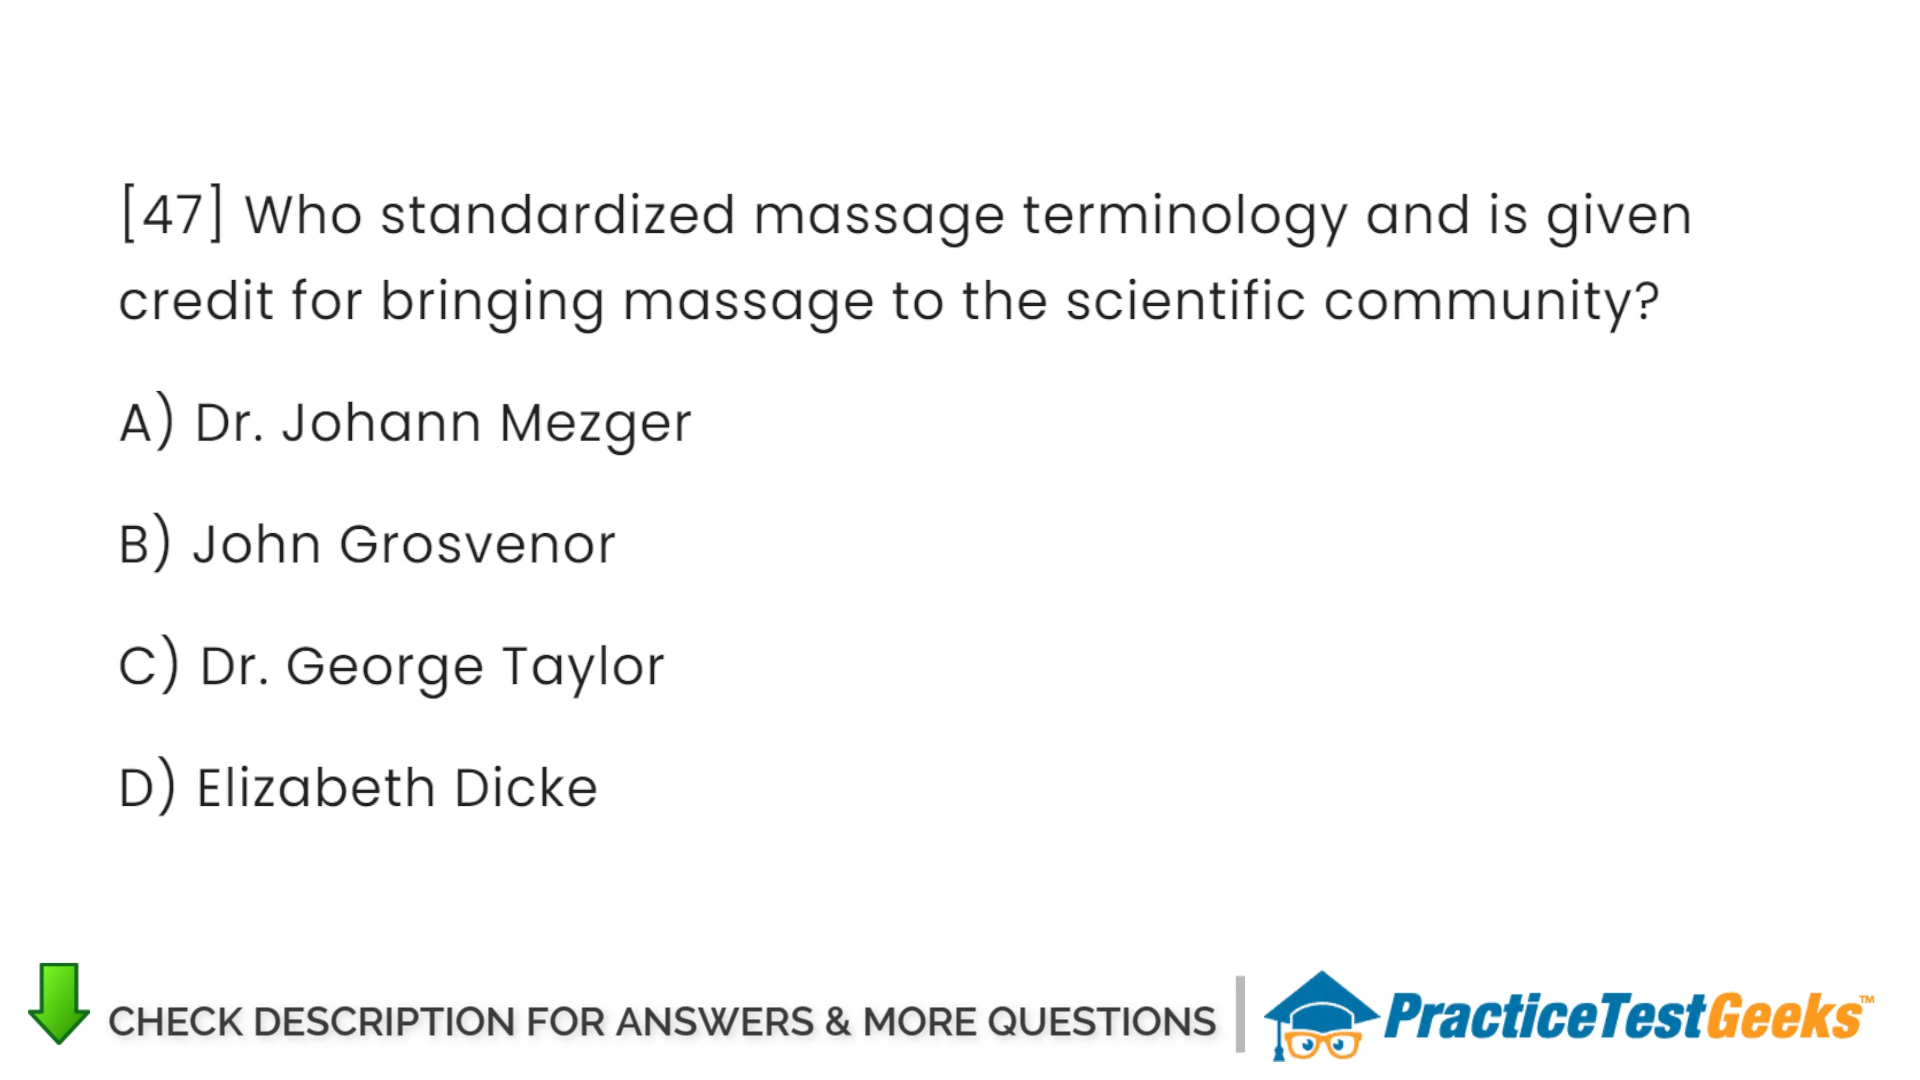 [47] Who standardized massage terminology and is given
credit for bringing massage to the scientific community?
A) Dr. Johann Mezger
B) John Grosvenor
C) Dr. George Taylor
D) Elizabeth Dicke
CHECK DESCRIPTION FOR ANSWERS & MORE QUESTIONS
PracticeTestGeeks™